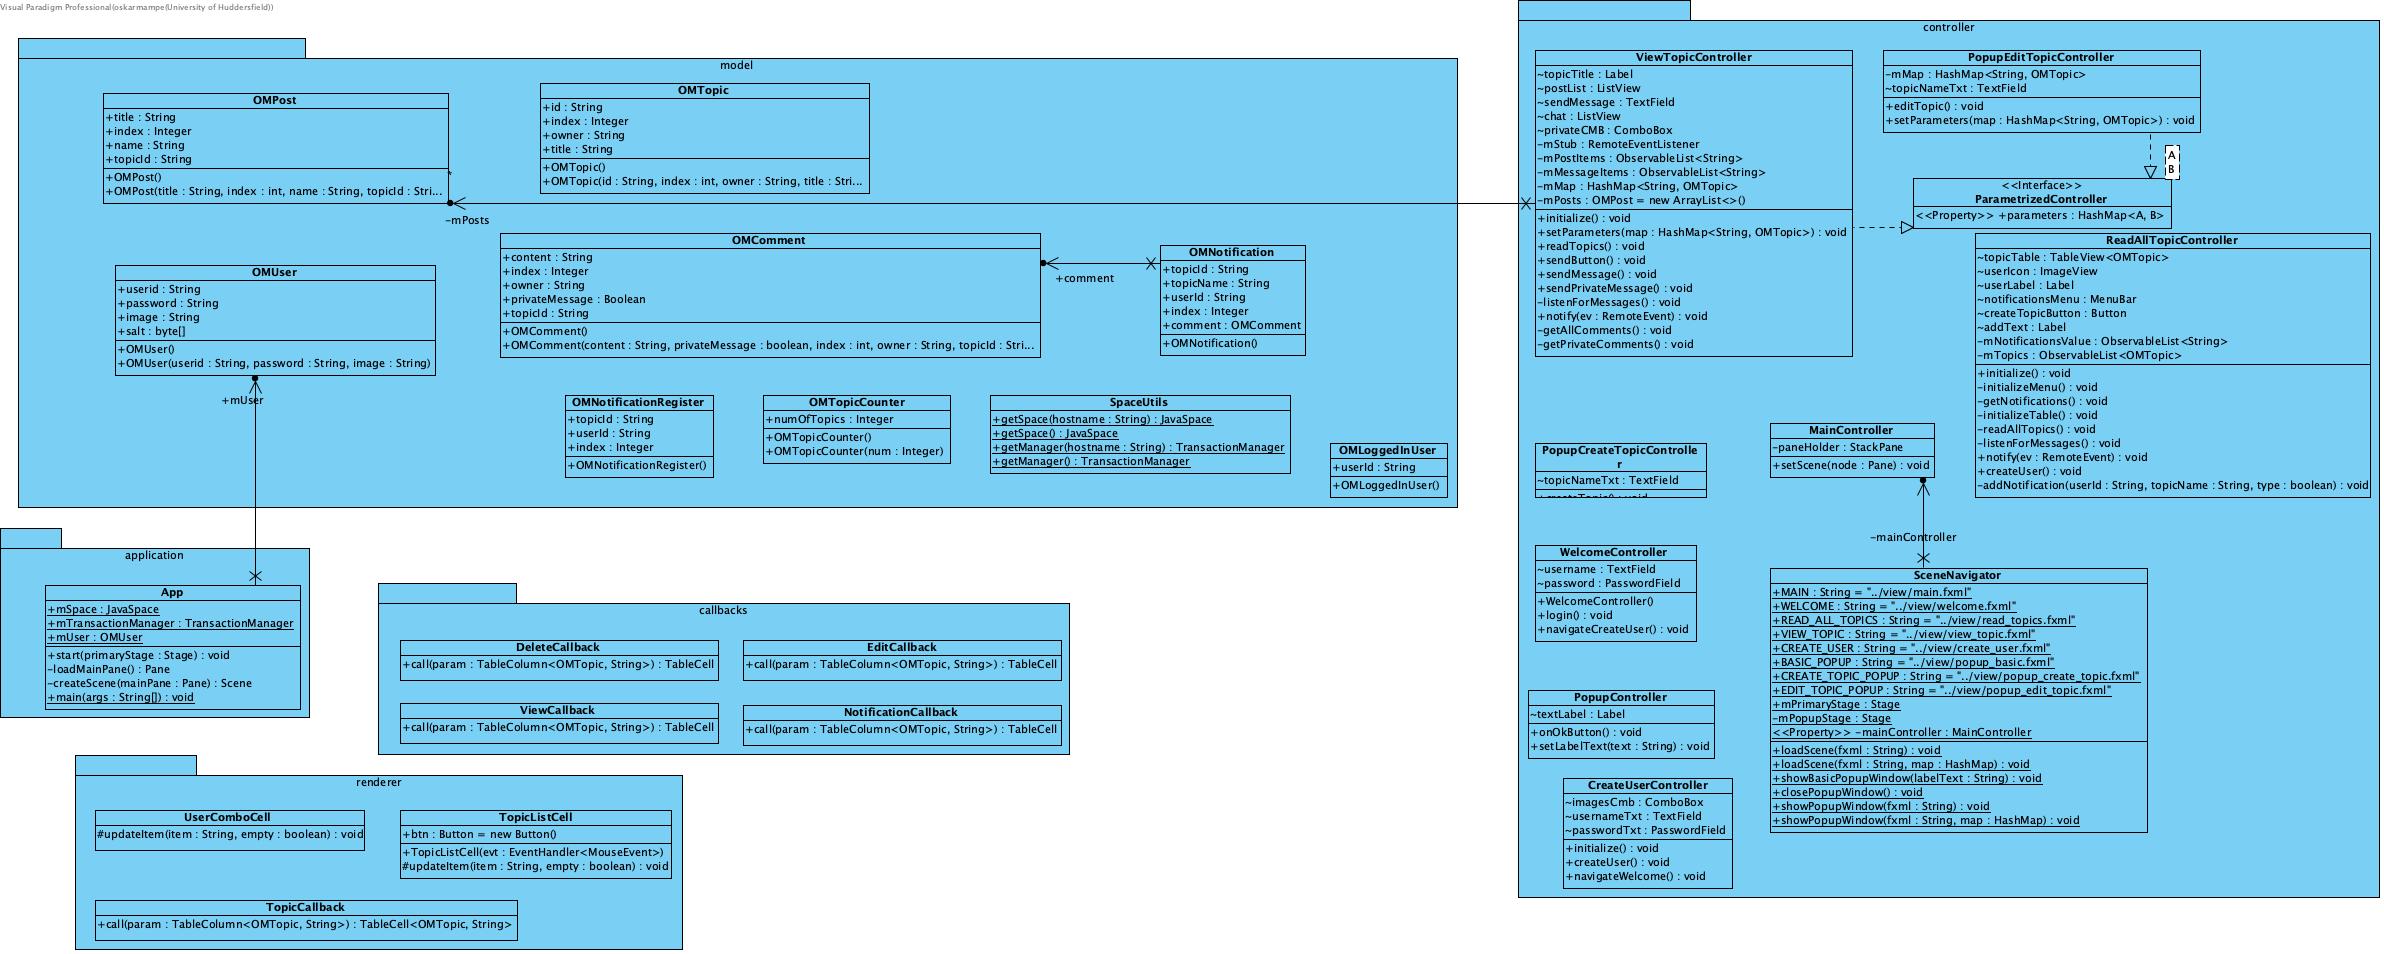 Visual Paradigm Professional(oskarmampe(University of Huddersfield))
model
OMPost
+title : String
+index : Integer
+name : String
+topicId : String
+OMPost()
+OMPost(title : String, index : int, name : String, topicId : Stri...
*
-mPosts
OMTopic
+id : String
+index : Integer
+owner : String
+title : String
+OMTopic()
+OMTopic(id : String, index : int, owner : String, title : Stri...
OMUser
+userid : String
+password : String
+image : String
+salt : byte[]
+OMUser()
+OMUser(userid : String, password : String, image : String)
+mUser
OMComment
+content : String
+index : Integer
+owner : String
+privateMessage : Boolean
+topicId : String
+OMComment()
+OMComment(content : String, privateMessage : boolean, index : int, owner : String, topicId : Stri...
+comment
OMNotification
+topicId : String
+topicName : String
+userId : String
+index : Integer
+comment : OMComment
+OMNotification()
OMNotificationRegister
+topicId : String
+userId : String
+index : Integer
+OMNotificationRegister()
OMTopicCounter
+numOfTopics : Integer
+OMTopicCounter()
+OMTopicCounter(num : Integer)
SpaceUtils
+getSpace(hostname : String) : JavaSpace
+getSpace() : JavaSpace
+getManager(hostname : String) : TransactionManager
+getManager() : TransactionManager
OMLoggedInUser
+userId : String
+OMLoggedInUser()
application
App
+mSpace : JavaSpace
+mTransactionManager : TransactionManager
+mUser : OMUser
+start(primaryStage : Stage) : void
-loadMainPane() : Pane
-createScene(mainPane : Pane) : Scene
+main(args : String[]) : void
callbacks
DeleteCallback
+call(param : TableColumn<OMTopic, String>) : TableCell
EditCallback
+call(param : TableColumn<OMTopic, String>) : TableCell
ViewCallback
+call(param : TableColumn<OMTopic, String>) : TableCell
NotificationCallback
+call(param : TableColumn<OMTopic, String>) : TableCell
renderer
UserComboCell
#updateItem(item : String, empty : boolean) : void
TopicListCell
+btn : Button = new Button()
+TopicListCell(evt : EventHandler<MouseEvent>)
#updateItem(item : String, empty : boolean) : void
TopicCallback
+call(param : TableColumn<OMTopic, String>) : TableCell<OMTopic, String>
controller
ViewTopicController
~topicTitle : Label
~postList : ListView
~sendMessage : TextField
~chat : ListView
~privateCMB : ComboBox
-mStub : RemoteEventListener
-mPostItems : ObservableList<String>
-mMessageItems : ObservableList<String>
-mMap : HashMap<String, OMTopic>
-mPosts : OMPost = new ArrayList<>()
+initialize() : void
+setParameters(map : HashMap<String, OMTopic>) : void
+readTopics() : void
+sendButton() : void
+sendMessage() : void
+sendPrivateMessage() : void
-listenForMessages() : void
+notify(ev : RemoteEvent) : void
-getAllComments() : void
-getPrivateComments() : void
PopupEditTopicController
-mMap : HashMap<String, OMTopic>
~topicNameTxt : TextField
+editTopic() : void
+setParameters(map : HashMap<String, OMTopic>) : void
A
B
<<Interface>>
ParametrizedController
<<Property>> +parameters : HashMap<A, B>
ReadAllTopicController
~topicTable : TableView<OMTopic>
~userIcon : ImageView
~userLabel : Label
~notificationsMenu : MenuBar
~createTopicButton : Button
~addText : Label
-mNotificationsValue : ObservableList<String>
-mTopics : ObservableList<OMTopic>
+initialize() : void
-initializeMenu() : void
-getNotifications() : void
-initializeTable() : void
-readAllTopics() : void
-listenForMessages() : void
+notify(ev : RemoteEvent) : void
+createUser() : void
-addNotification(userId : String, topicName : String, type : boolean) : void
PopupCreateTopicControlle
r
~topicNameTxt : TextField
+createTopic() : void
MainController
-paneHolder : StackPane
+setScene(node : Pane) : void
-mainController
WelcomeController
~username : TextField
~password : PasswordField
+WelcomeController()
+login() : void
+navigateCreateUser() : void
SceneNavigator
+MAIN : String = "../view/main.fxml"
+WELCOME : String = "../view/welcome.fxml"
+READ_ALL_TOPICS : String = "../view/read_topics.fxml"
+VIEW_TOPIC : String = "../view/view_topic.fxml"
+CREATE_USER : String = "../view/create_user.fxml"
+BASIC_POPUP : String = "../view/popup_basic.fxml"
+CREATE_TOPIC_POPUP : String = "../view/popup_create_topic.fxml"
+EDIT_TOPIC_POPUP : String = "../view/popup_edit_topic.fxml"
+mPrimaryStage : Stage
-mPopupStage : Stage
<<Property>> -mainController : MainController
+loadScene(fxml : String) : void
+loadScene(fxml : String, map : HashMap) : void
+showBasicPopupWindow(labelText : String) : void
+closePopupWindow() : void
+showPopupWindow(fxml : String) : void
+showPopupWindow(fxml : String, map : HashMap) : void
PopupController
~textLabel : Label
+onOkButton() : void
+setLabelText(text : String) : void
CreateUserController
~imagesCmb : ComboBox
~usernameTxt : TextField
~passwordTxt : PasswordField
+initialize() : void
+createUser() : void
+navigateWelcome() : void